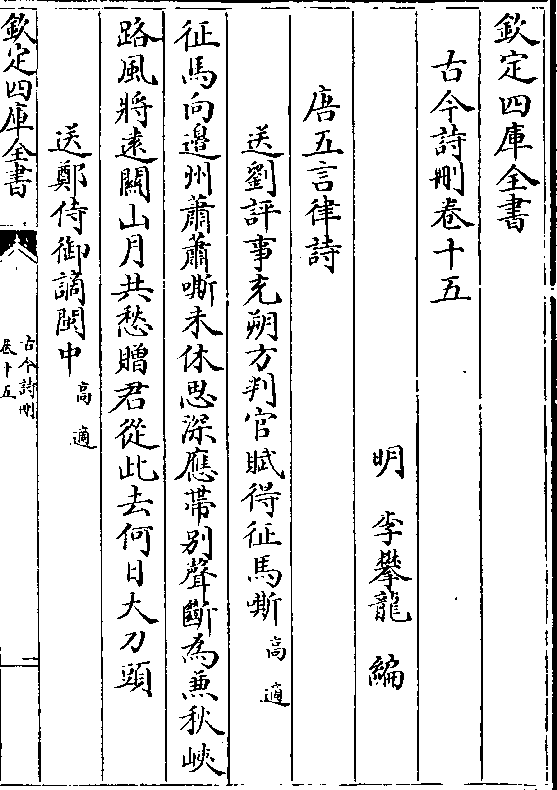 欽定四庫全書
古今詩刪卷十五
明 李攀龍 編
唐五言律詩
送劉評事充朔方判官賦得征馬嘶 高適
征馬向邊州蕭蕭嘶未休思深應帶別聲斷為兼秋峽
路風將遠關山月共愁贈君從此去何日大刀頭
送鄭侍御謫閩中 高適
欽定四庫全書
古今詩刪
卷十五
一